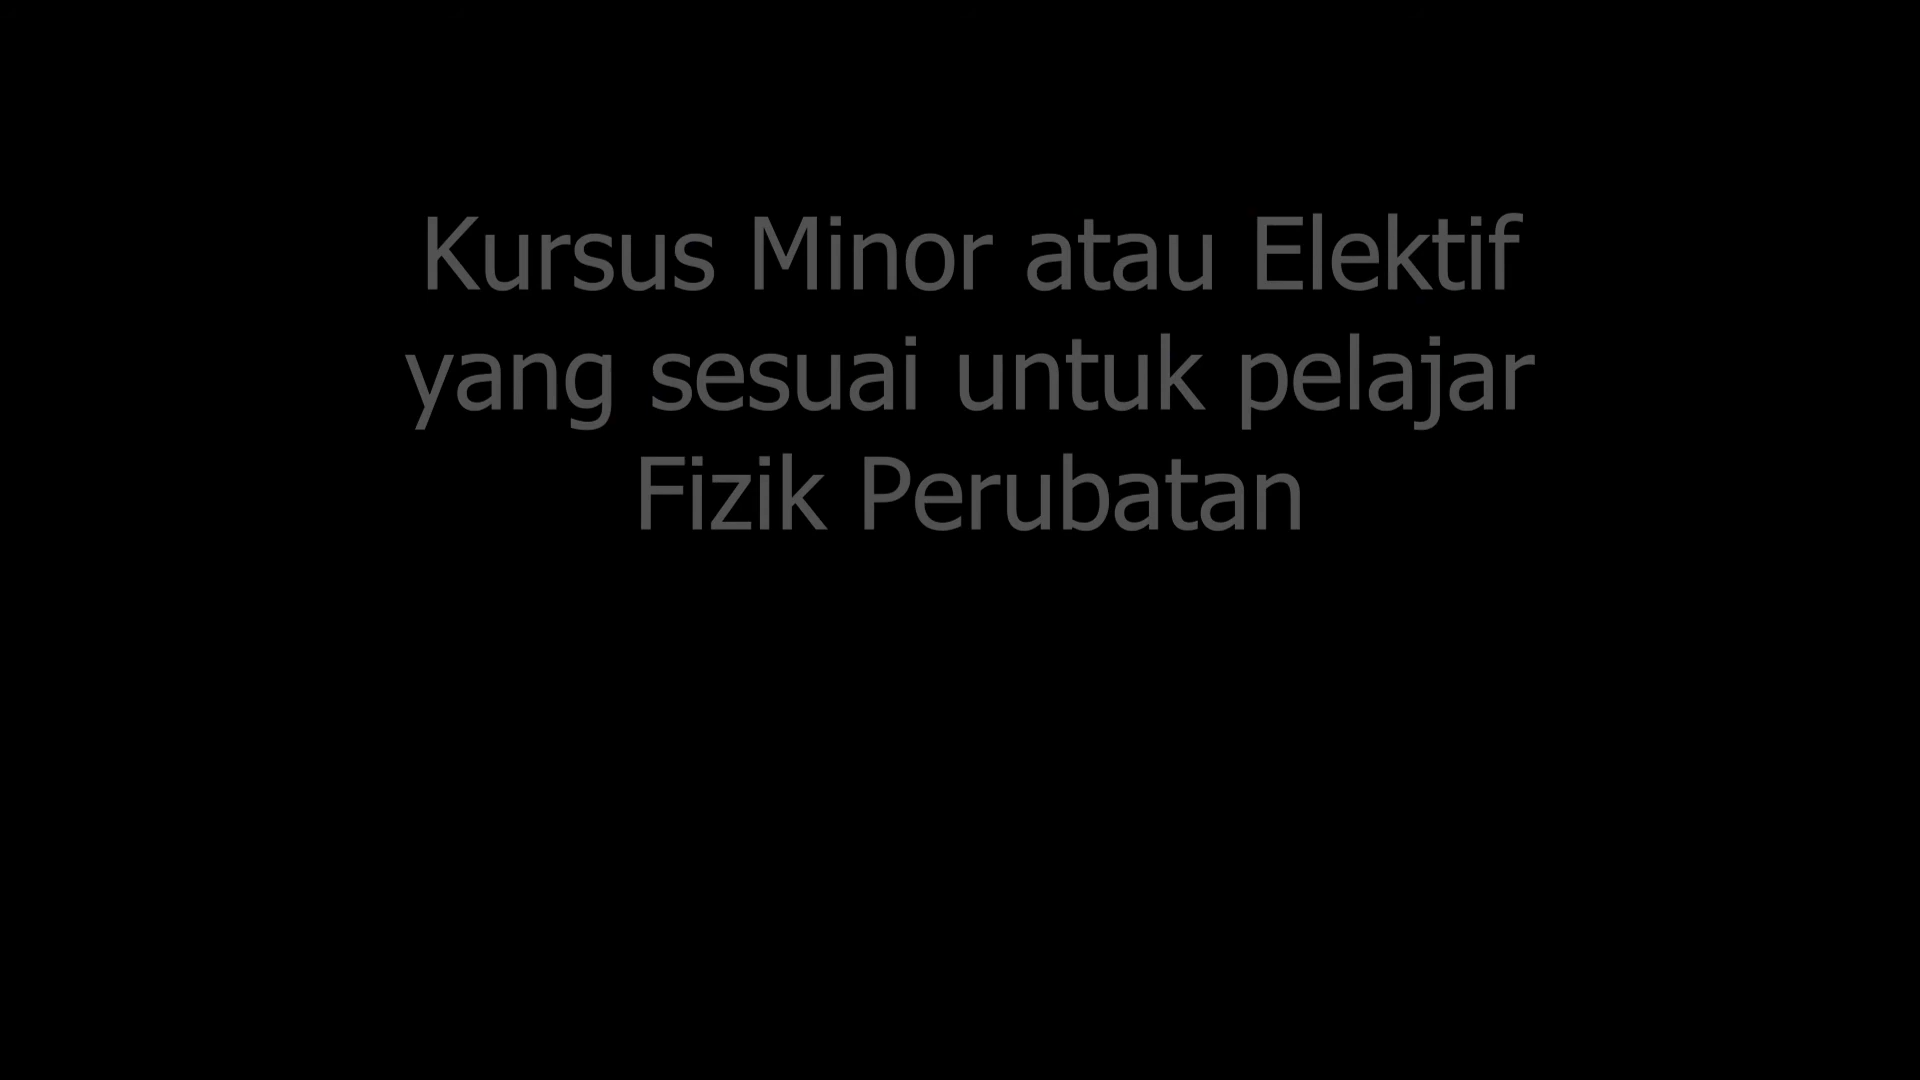 Kursus Minor atau Elektif
yang sesuai untuk pelajar
Fizik Perubatan